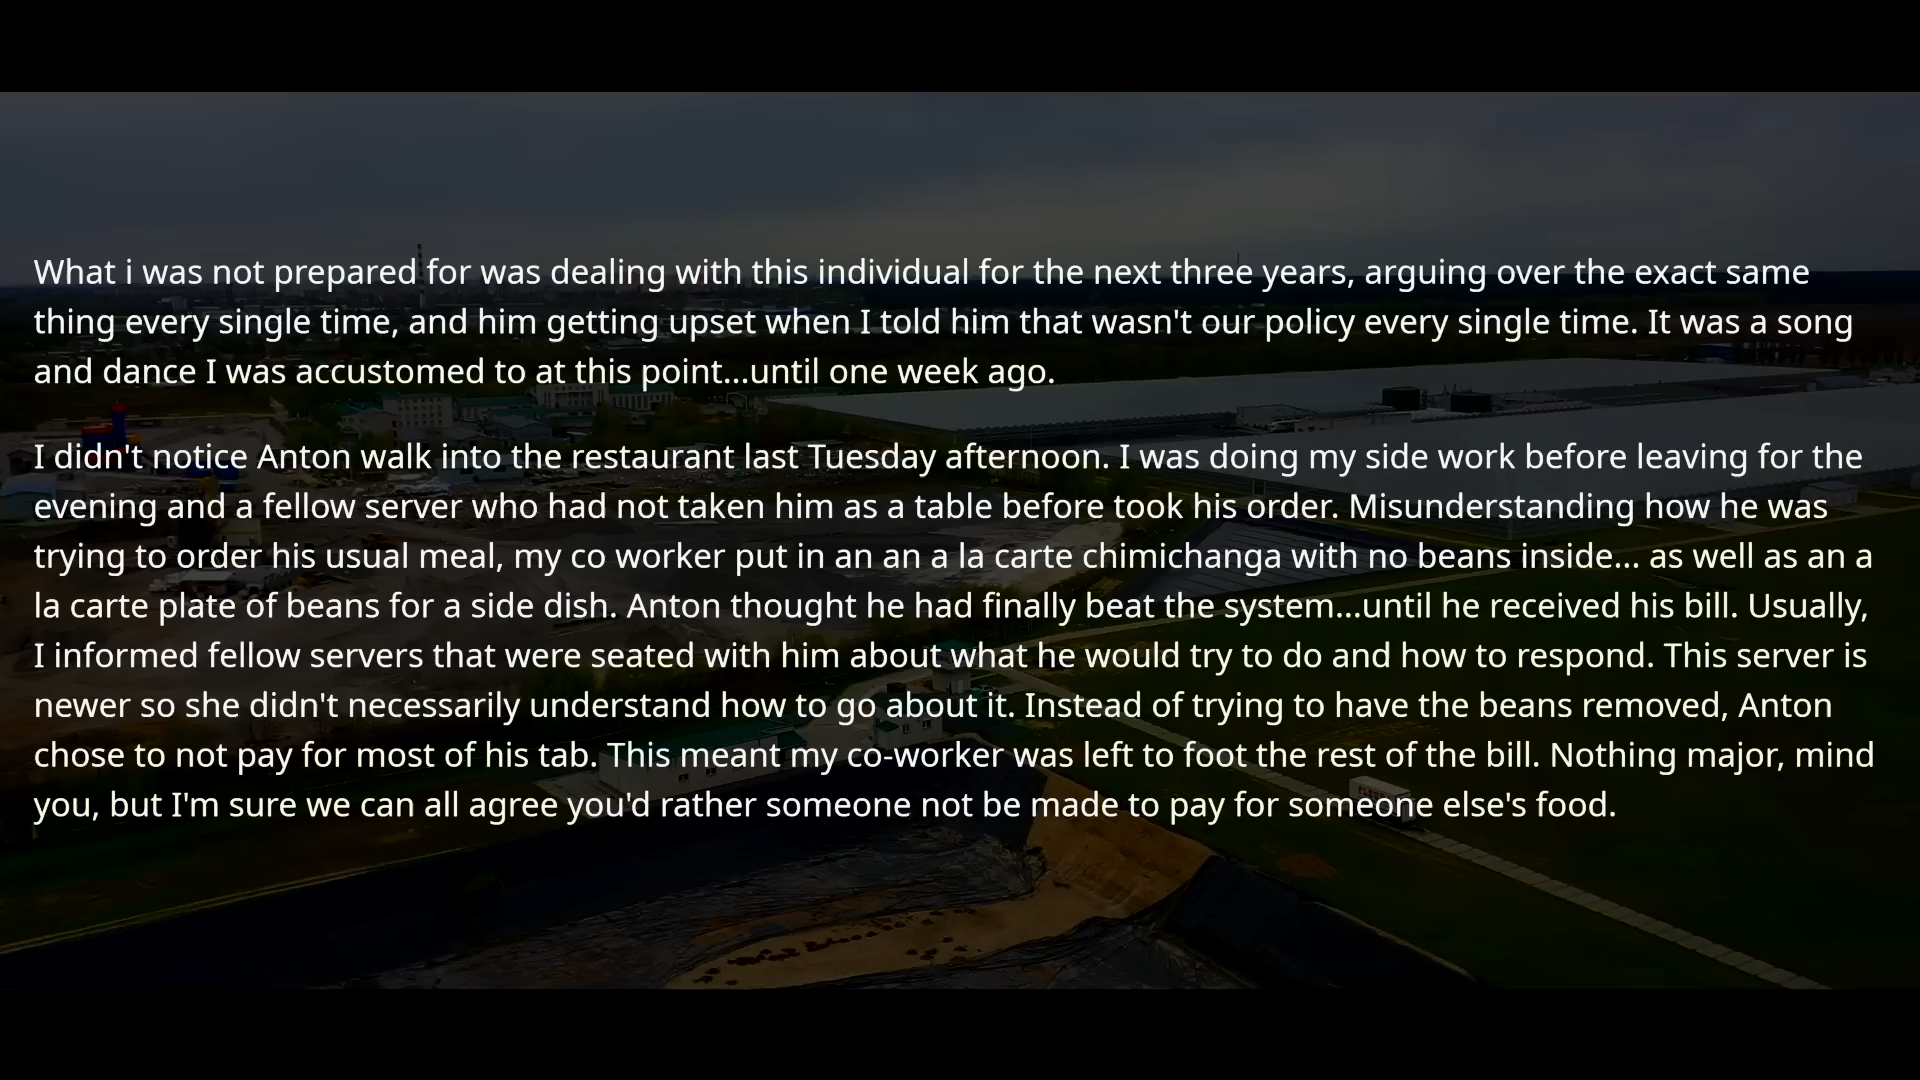 What i was not prepared for was dealing with this individual for the next three years, arguing over the exact same
thing every single time, and him getting upset when I told him that wasn't our policy every single time. It was a song
and dance I was accustomed to at this point...until one week ago.
I didn't notice Anton walk into the restaurant last Tuesday afternoon. I was doing my side work before leaving for the
evening and a fellow server who had not taken him as a table before took his order. Misunderstanding how he was
trying to order his usual meal, my co worker put in an an a la carte chimichanga with no beans inside... as well as an a
la carte plate of beans for a side dish. Anton thought he had finally beat the system...until he received his bill. Usually,
I informed fellow servers that were seated with him about what he would try to do and how to respond. This server is
newer so she didn't necessarily understand how to go about it. Instead of trying to have the beans removed, Anton
chose to not pay for most of his tab. This meant my co-worker was left to foot the rest of the bill. Nothing major, mind
you, but I'm sure we can all agree you'd rather someone not be made to pay for someone else's food.